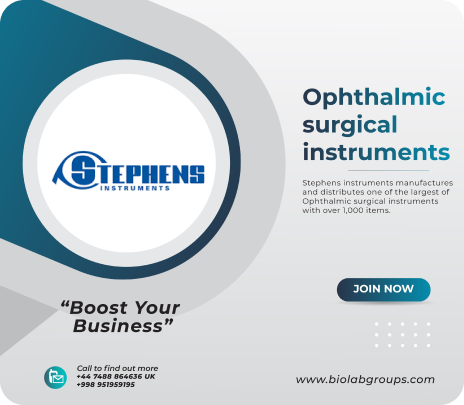 STEPHENS
INSTRUMENTS
Ophthalmic
surgical
instruments
Stephens instruments manufactures
and distributes one of the largest of
Ophthalmic surgical instruments
with over 1,000 items.
JOIN NOW
“Boost Your
Business”
Call to find out more
+44 7488 864636 UK
+998 951959195
www.biolabgroups.com